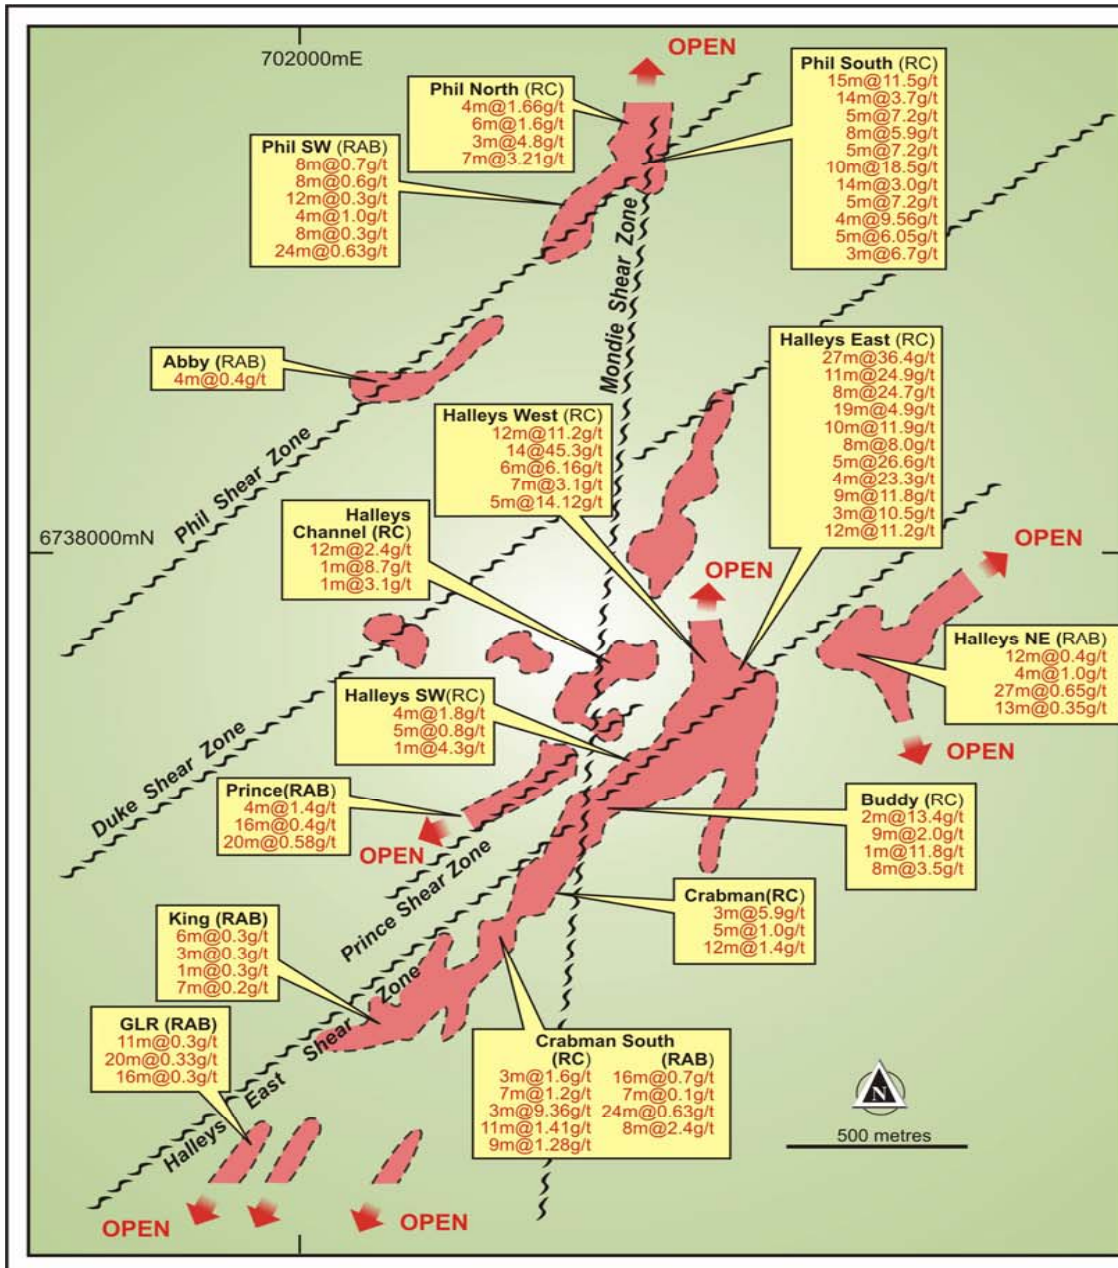 702000mE
OPEN
Phil North (RC)
4m@1.66g/t
6m@1.6g/t
3m@4.8g/t
7m@3.21g/t
Phil South (RC)
15m@11.5g/t
14m@3.7g/t
5m@7.2g/t
8m@5.9g/t
5m@7.2g/t
10m@18.5g/t
14m@3.0g/t
5m@7.2g/t
4m@9.56g/t
5m@6.05g/t
3m@6.7g/t
Phil SW (RAB)
8m@0.7g/t
8m@0.6g/t
12m@0.3g/t
4m@1.0g/t
8m@0.3g/t
24m@0.63g/t
Mondie Shear Zone
Abby (RAB)
4m@0.4g/t
Phil Shear Zone
Halleys East (RC)
27m@36.4g/t
11m@24.9g/t
8m@24.7g/t
19m@4.9g/t
10m@11.9g/t
8m@8.0g/t
5m@26.6g/t
4m@23.3g/t
9m@11.8g/t
3m@10.5g/t
12m@11.2g/t
Halleys West (RC)
12m@11.2g/t
14@45.3g/t
6m@6.16g/t
7m@3.1g/t
5m@14.12g/t
6738000mN
Halleys
Channel (RC)
12m@2.4g/t
1m@8.7g/t
1m@3.1g/t
OPEN
OPEN
Halleys NE (RAB)
12m@0.4g/t
4m@1.0g/t
27m@0.65g/t
13m@0.35g/t
OPEN
Halleys SW(RC)
4m@1.8g/t
5m@0.8g/t
1m@4.3g/t
Duke Shear Zone
Prince(RAB)
4m@1.4g/t
16m@0.4g/t
20m@0.58g/t
OPEN
Buddy (RC)
2m@13.4g/t
9m@2.0g/t
1m@11.8g/t
8m@3.5g/t
Prince Shear Zone
Crabman(RC)
3m@5.9g/t
5m@1.0g/t
12m@1.4g/t
King (RAB)
6m@0.3g/t
3m@0.3g/t
1m@0.3g/t
7m@0.2g/t
GLR (RAB)
11m@0.3g/t
20m@0.33g/t
16m@0.3g/t
Halleys East Shear Zone
Crabman South
(RC) (RAB)
3m@1.6g/t 16m@0.7g/t
7m@1.2g/t 7m@0.1g/t
3m@9.36g/t 24m@0.63g/t
11m@1.41g/t 8m@2.4g/t
9m@1.28g/t
N
500 metres
OPEN
OPEN